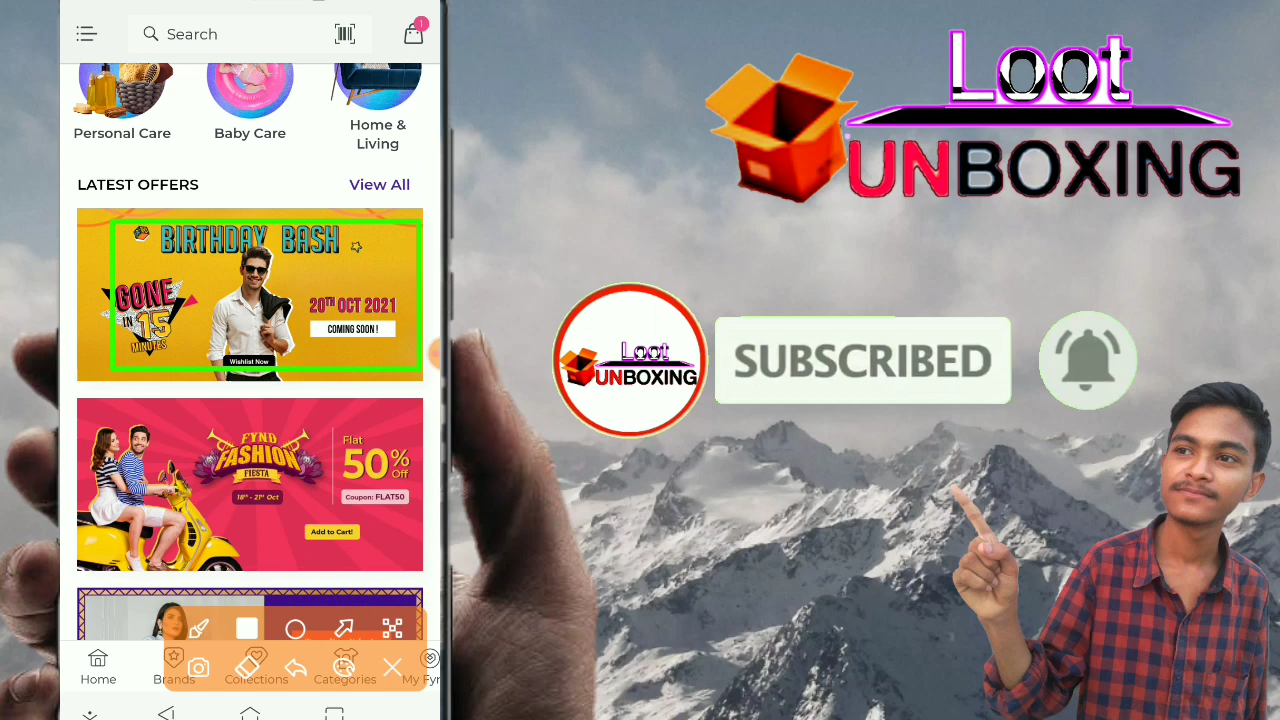 Search
1
Personal Care
Baby Care
Home &
Living
LATEST OFFERS
View All
BIRTHDAY BASH
GONE
IN 15
MINUTES
20TH OCT 2021
COMING SOON !
Wishlist Now
FYND
FASHION
FIESTA
18th - 21st Oct
Flat
50%
Off
Coupon: FLAT50
Add to Cart!
Home
Brands
Collections
Categories
Loot
UNBOXING
Loot
UNBOXING
SUBSCRIBED